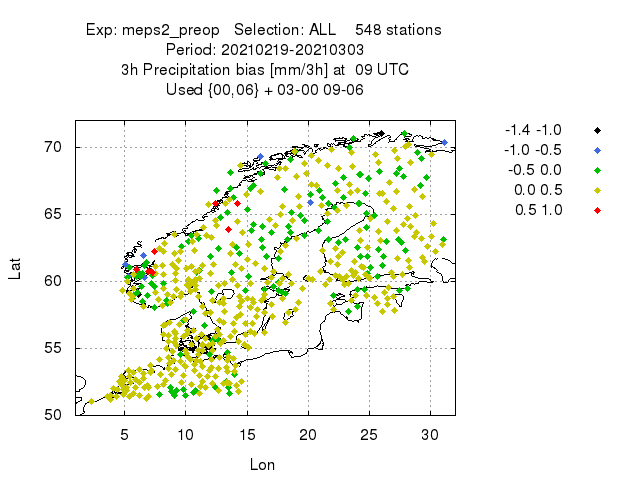 Exp: meps2_preop   Selection: ALL    548 stations
Period: 20210219-20210303
3h Precipitation bias [mm/3h] at  09 UTC
Used {00,06} + 03-00 09-06
-1.4 -1.0
-1.0 -0.5
-0.5 0.0
0.0 0.5
0.5 1.0
70
65
60
55
50
Lat
5 10 15 20 25 30
Lon